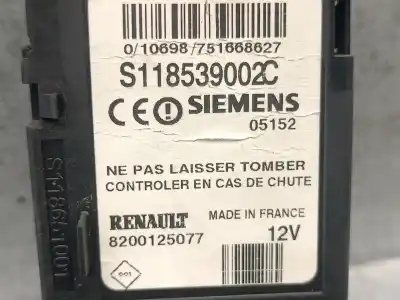 0/10698/751668627
S118539002C
CE SIEMENS
05152
NE PAS LAISSER TOMBER
CONTROLER EN CAS DE CHUTE
RENAULT MADE IN FRANCE
8200125077 12V
001